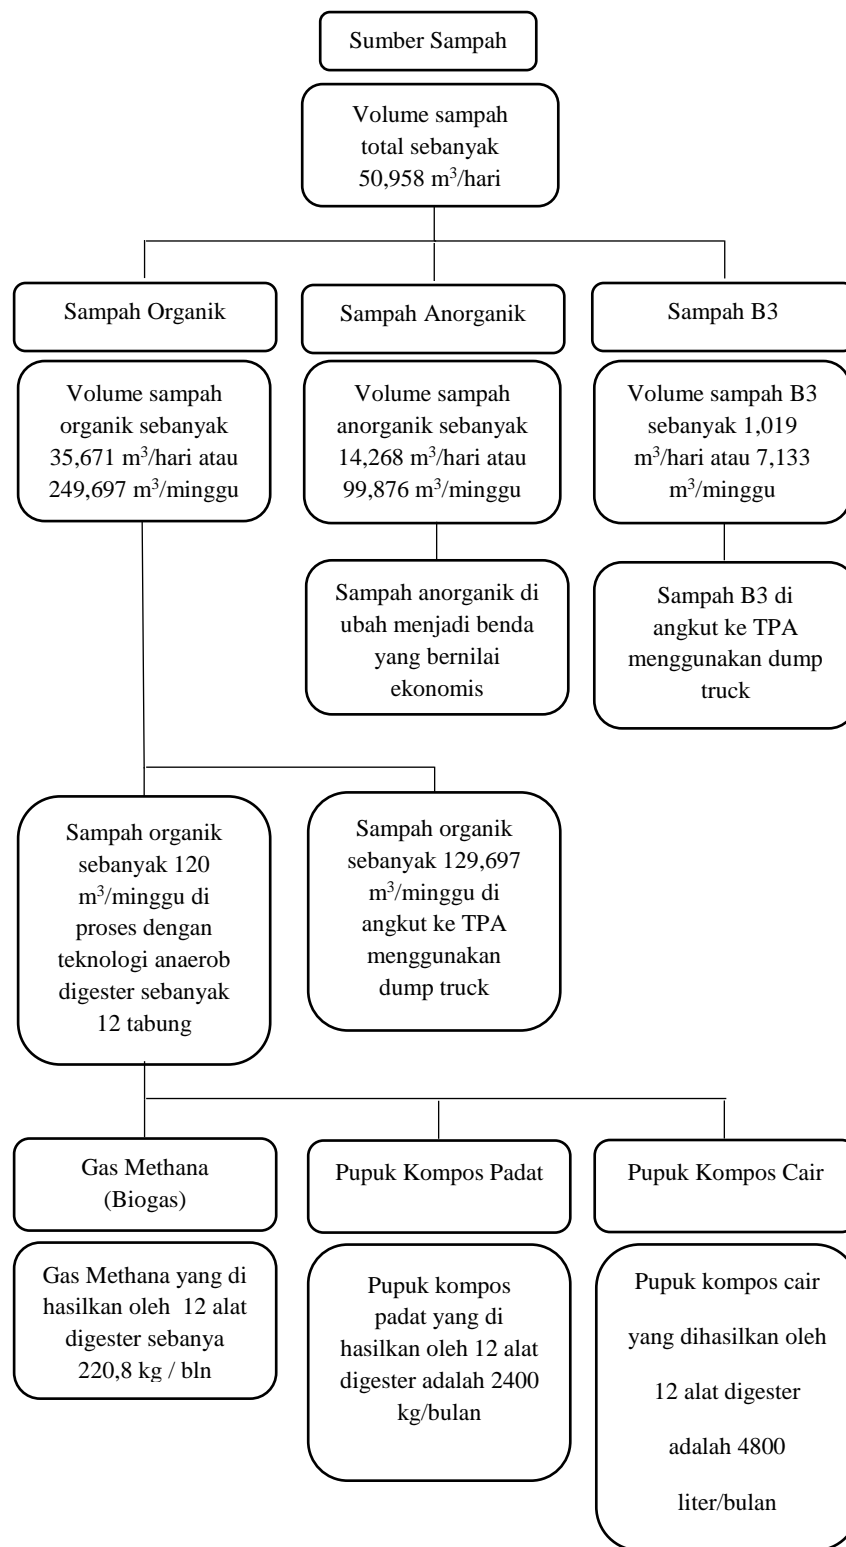 Sumber Sampah
Volume sampah
total sebanyak
50,958 m³/hari
Sampah Organik
Sampah Anorganik
Sampah B3
Volume sampah
organik sebanyak
35,671 m³/hari atau
249,697 m³/minggu
Volume sampah
anorganik sebanyak
14,268 m³/hari atau
99,876 m³/minggu
Volume sampah B3
sebanyak 1,019
m³/hari atau 7,133
m³/minggu
Sampah anorganik di
ubah menjadi benda
yang bernilai
ekonomis
Sampah B3 di
angkut ke TPA
menggunakan dump
truck
Sampah organik
sebanyak 120
m³/minggu di
proses dengan
teknologi anaerob
digester sebanyak
12 tabung
Sampah organik
sebanyak 129,697
m³/minggu di
angkut ke TPA
menggunakan
dump truck
Gas Methana
(Biogas)
Pupuk Kompos Padat
Pupuk Kompos Cair
Gas Methana yang di
hasilkan oleh  12 alat
digester sebanya
220,8 kg / bln
Pupuk kompos
padat yang di
hasilkan oleh 12 alat
digester adalah 2400
kg/bulan
Pupuk kompos cair
yang dihasilkan oleh
12 alat digester
adalah 4800
liter/bulan